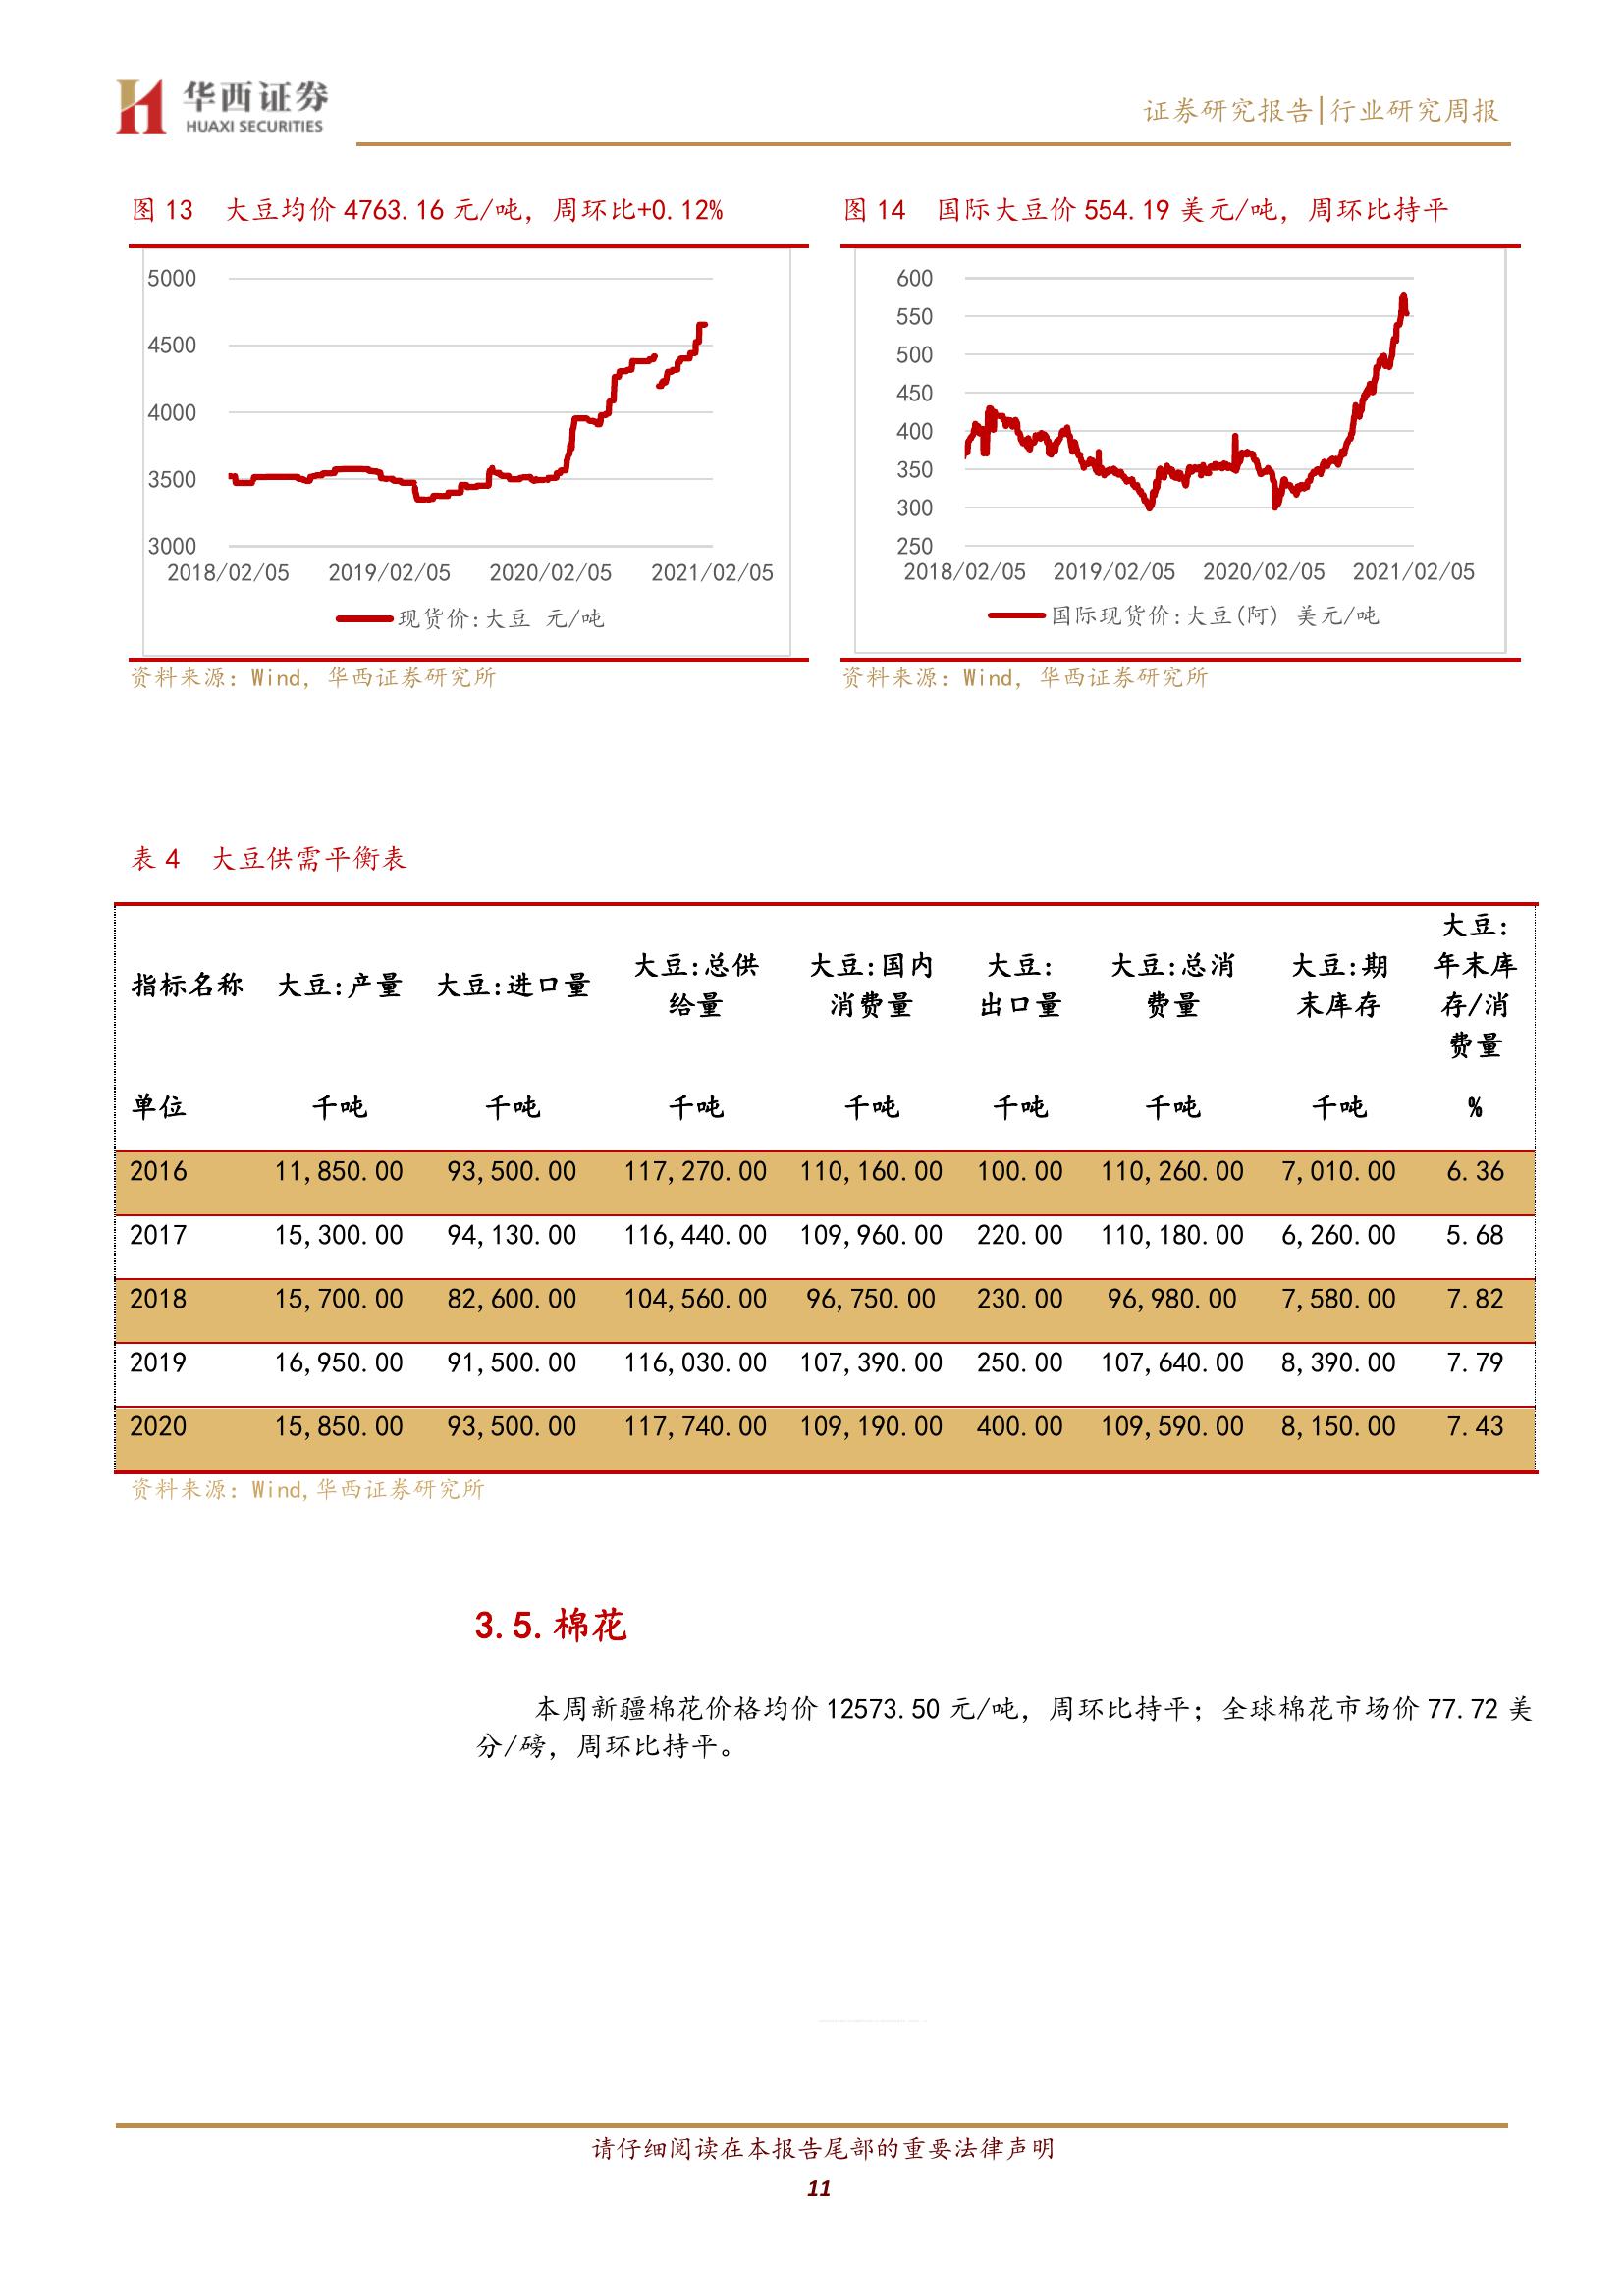 华西证券
HUAXI SECURITIES
证券研究报告|行业研究周报
图 13 大豆均价 4763.16 元/吨，周环比+0.12%
5000
4500
4000
3500
3000
2018/02/05 2019/02/05 2020/02/05 2021/02/05
现货价:大豆 元/吨
资料来源：Wind，华西证券研究所
图 14 国际大豆价 554.19 美元/吨，周环比持平
600
550
500
450
400
350
300
250
2018/02/05 2019/02/05 2020/02/05 2021/02/05
国际现货价:大豆(阿) 美元/吨
资料来源：Wind，华西证券研究所
表 4 大豆供需平衡表
指标名称 大豆:产量 大豆:进口量 大豆:总供给量 大豆:国内消费量 大豆:出口量 大豆:总消费量 大豆:期末库存 大豆:年末库存/消费量
单位 千吨 千吨 千吨 千吨 千吨 千吨 千吨 %
2016 11,850.00 93,500.00 117,270.00 110,160.00 100.00 110,260.00 7,010.00 6.36
2017 15,300.00 94,130.00 116,440.00 109,960.00 220.00 110,180.00 6,260.00 5.68
2018 15,700.00 82,600.00 104,560.00 96,750.00 230.00 96,980.00 7,580.00 7.82
2019 16,950.00 91,500.00 116,030.00 107,390.00 250.00 107,640.00 8,390.00 7.79
2020 15,850.00 93,500.00 117,740.00 109,190.00 400.00 109,590.00 8,150.00 7.43
资料来源：Wind,华西证券研究所
3.5.棉花
本周新疆棉花价格均价 12573.50 元/吨，周环比持平；全球棉花市场价 77.72 美
分/磅，周环比持平。
请仔细阅读在本报告尾部的重要法律声明
11